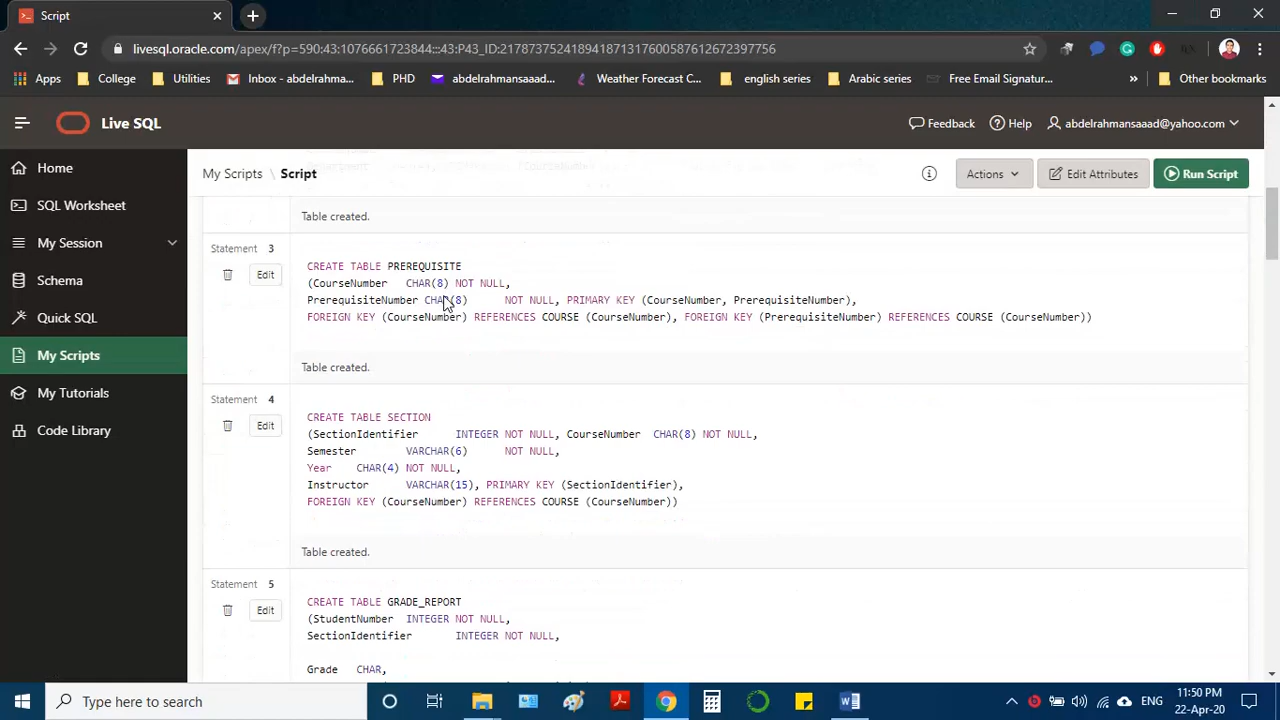 Script
livesql.oracle.com/apex/f?p=590:43:1076661723844:::43:P43_ID:217873752418941871317600587612672397756
Apps
College
Utilities
Inbox - abdelrahma...
PHD
abdelrahmansaaad...
Weather Forecast C...
english series
Arabic series
Free Email Signatur...
»
Other bookmarks
Live SQL
Feedback
Help
abdelrahmansaaad@yahoo.com
Home
SQL Worksheet
My Session
Schema
Quick SQL
My Scripts
My Tutorials
Code Library
My Scripts \ Script
Actions
Edit Attributes
Run Script
Table created.
Statement 3
Edit
CREATE TABLE PREREQUISITE
(CourseNumber CHAR(8) NOT NULL,
PrerequisiteNumber CHAR(8) NOT NULL, PRIMARY KEY (CourseNumber, PrerequisiteNumber),
FOREIGN KEY (CourseNumber) REFERENCES COURSE (CourseNumber), FOREIGN KEY (PrerequisiteNumber) REFERENCES COURSE (CourseNumber))
Table created.
Statement 4
Edit
CREATE TABLE SECTION
(SectionIdentifier INTEGER NOT NULL, CourseNumber CHAR(8) NOT NULL,
Semester VARCHAR(6) NOT NULL,
Year CHAR(4) NOT NULL,
Instructor VARCHAR(15), PRIMARY KEY (SectionIdentifier),
FOREIGN KEY (CourseNumber) REFERENCES COURSE (CourseNumber))
Table created.
Statement 5
Edit
CREATE TABLE GRADE_REPORT
(StudentNumber INTEGER NOT NULL,
SectionIdentifier INTEGER NOT NULL,
Grade CHAR,
Type here to search
ENG
11:50 PM
22-Apr-20